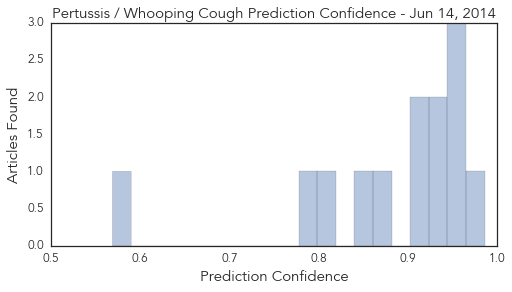 Pertussis / Whooping Cough Prediction Confidence - Jun 14, 2014
3.0
2.5
2.0
1.5
1.0
0.5
0.0
Articles Found
0.5 0.6 0.7 0.8 0.9 1.0
Prediction Confidence